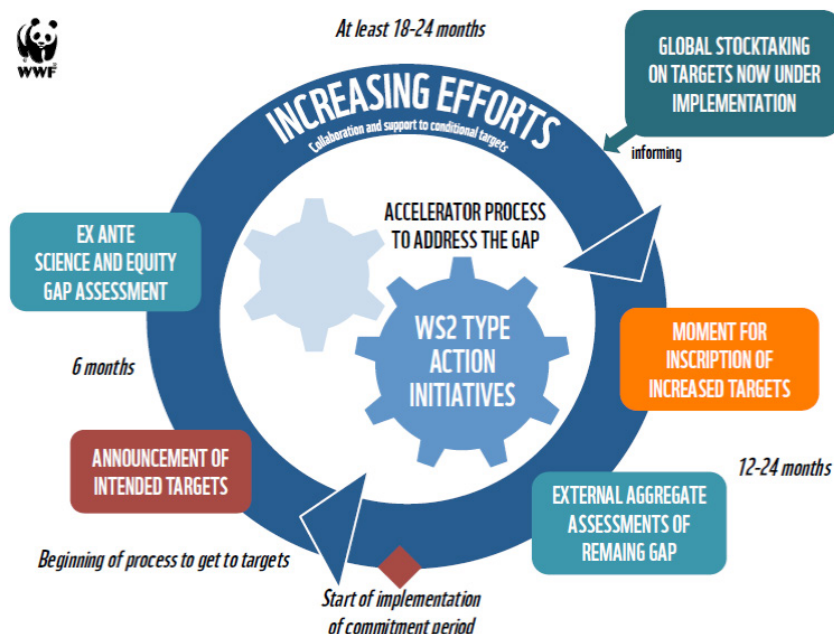 WWF
At least 18-24 months
GLOBAL STOCKTAKING
ON TARGETS NOW UNDER
IMPLEMENTATION
INCREASING EFFORTS
Collaboration and support to conditional targets
informing
ACCELERATOR PROCESS
TO ADDRESS THE GAP
EX ANTE
SCIENCE AND EQUITY
GAP ASSESSMENT
WS2 TYPE
ACTION
INITIATIVES
MOMENT FOR
INSCRIPTION OF
INCREASED TARGETS
6 months
ANNOUNCEMENT OF
INTENDED TARGETS
12-24 months
EXTERNAL AGGREGATE
ASSESSMENTS OF
REMAING GAP
Beginning of process to get to targets
Start of implementation
of commitment period